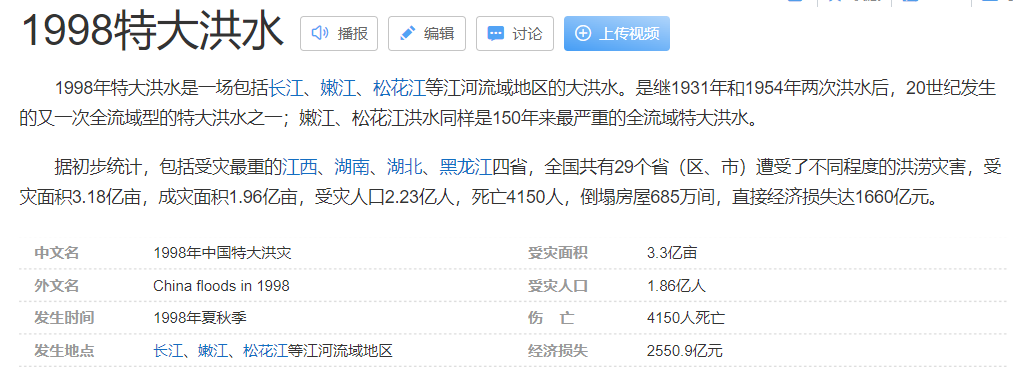 1998特大洪水 播报 编辑 讨论 上传视频
1998年特大洪水是一场包括长江、嫩江、松花江等江河流域地区的大洪水。是继1931年和1954年两次洪水后，20世纪发生
的又一次全流域型的特大洪水之一；嫩江、松花江洪水同样是150年来最严重的全流域特大洪水。
据初步统计，包括受灾最重的江西、湖南、湖北、黑龙江四省，全国共有29个省（区、市）遭受了不同程度的洪涝灾害，受
灾面积3.18亿亩，成灾面积1.96亿亩，受灾人口2.23亿人，死亡4150人，倒塌房屋685万间，直接经济损失达1660亿元。
中文名 1998年中国特大洪灾 受灾面积 3.3亿亩
外文名 China floods in 1998 受灾人口 1.86亿人
发生时间 1998年夏秋季 伤 亡 4150人死亡
发生地点 长江、嫩江、松花江等江河流域地区 经济损失 2550.9亿元